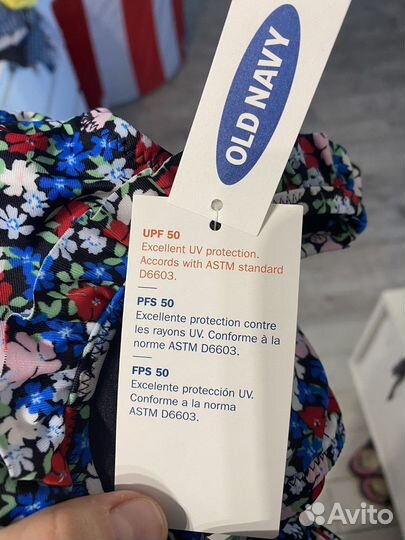 OLD NAVY
UPF 50
Excellent UV protection.
Accords with ASTM standard
D6603.
PFS 50
Excellente protection contre
les rayons UV. Conforme à la
norme ASTM D6603.
FPS 50
Excelente protección UV.
Conforme a la norma
ASTM D6603.
Avito